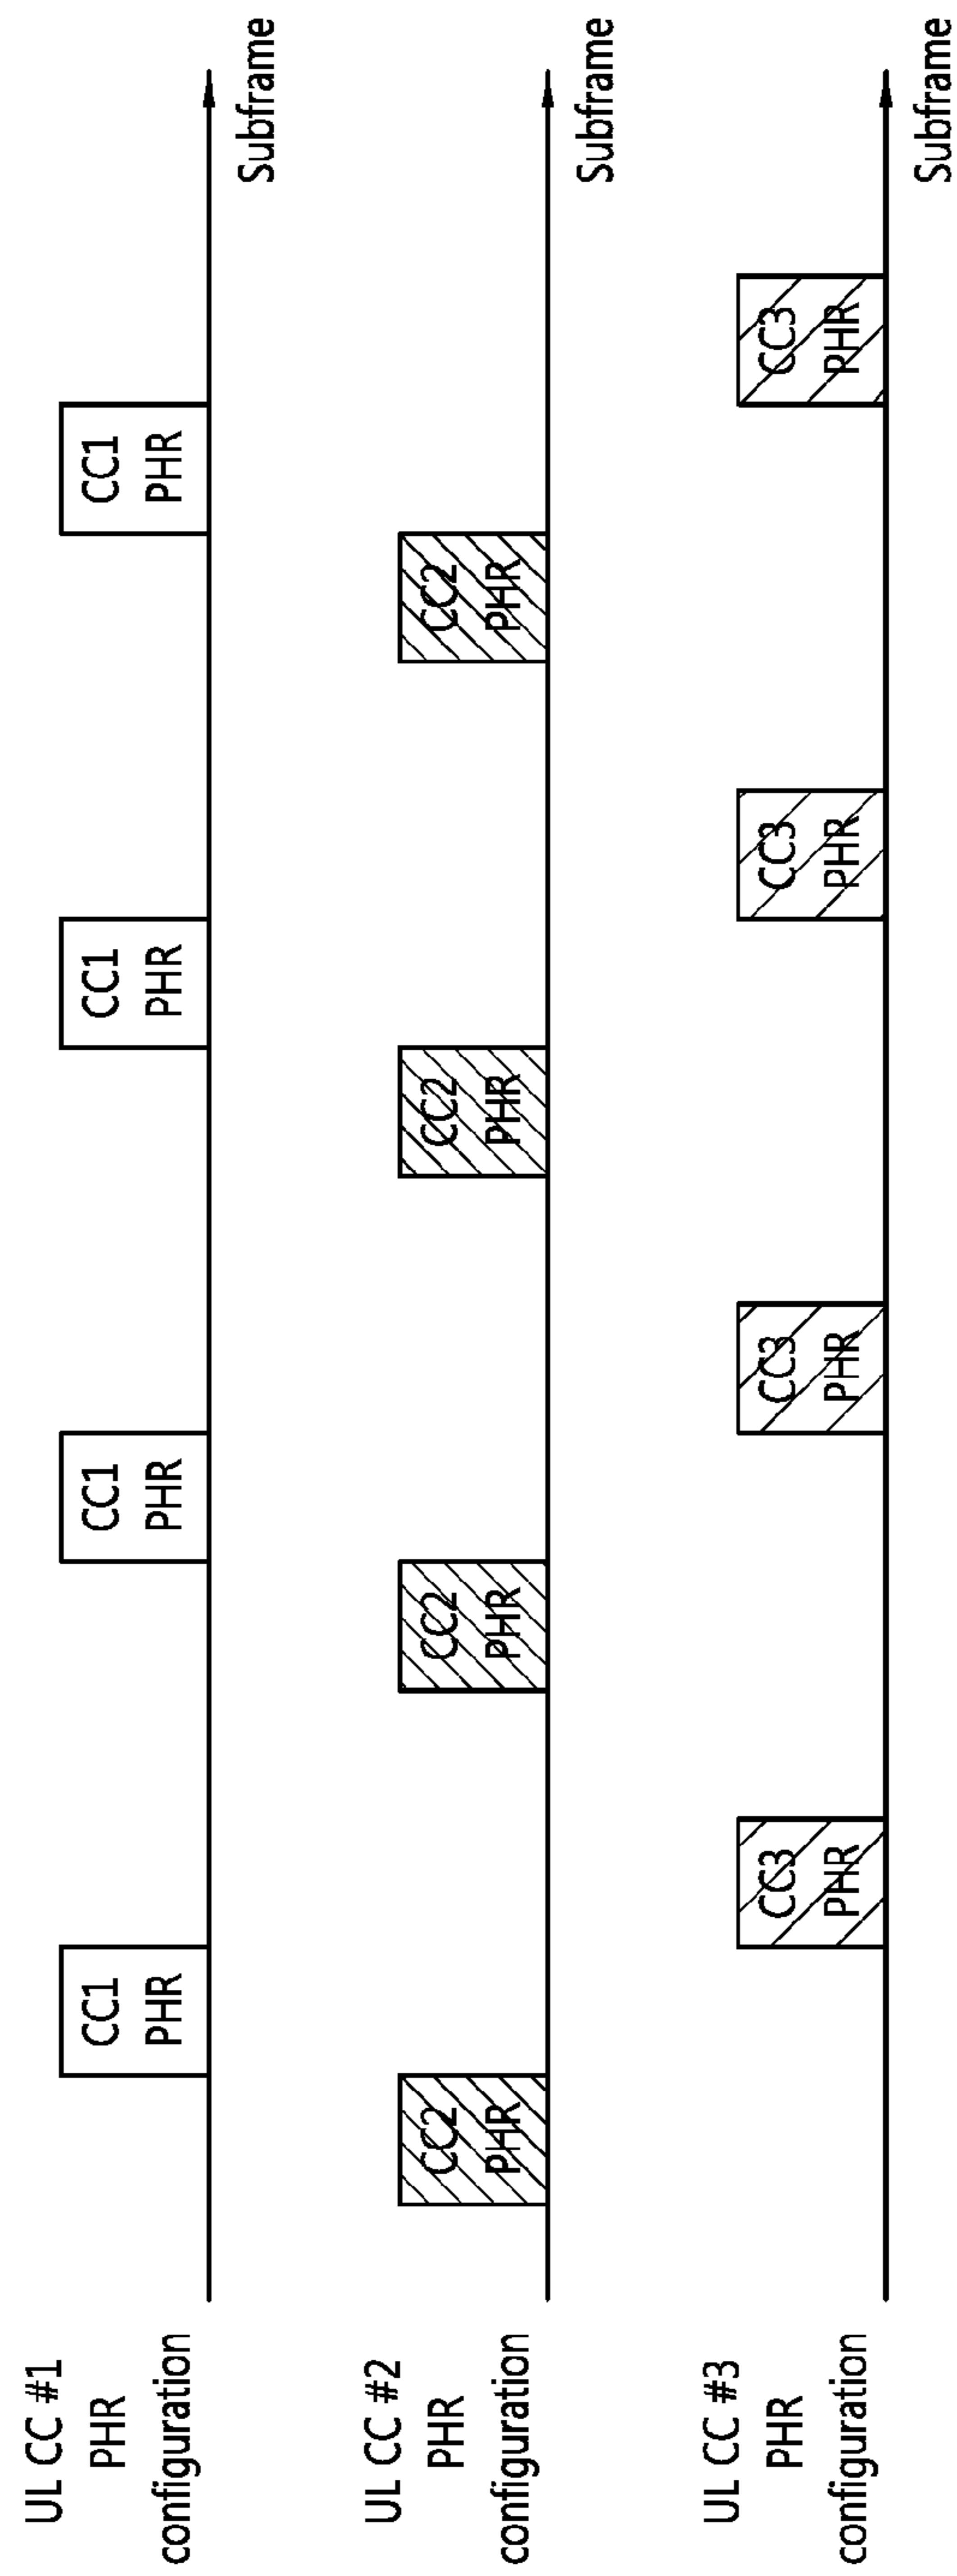 UL CC #1
PHR
configuration
CC1
PHR
CC1
PHR
CC1
PHR
CC1
PHR
Subframe
UL CC #2
PHR
configuration
CC2
PHR
CC2
PHR
CC2
PHR
CC2
PHR
Subframe
UL CC #3
PHR
configuration
CC3
PHR
CC3
PHR
CC3
PHR
CC3
PHR
Subframe